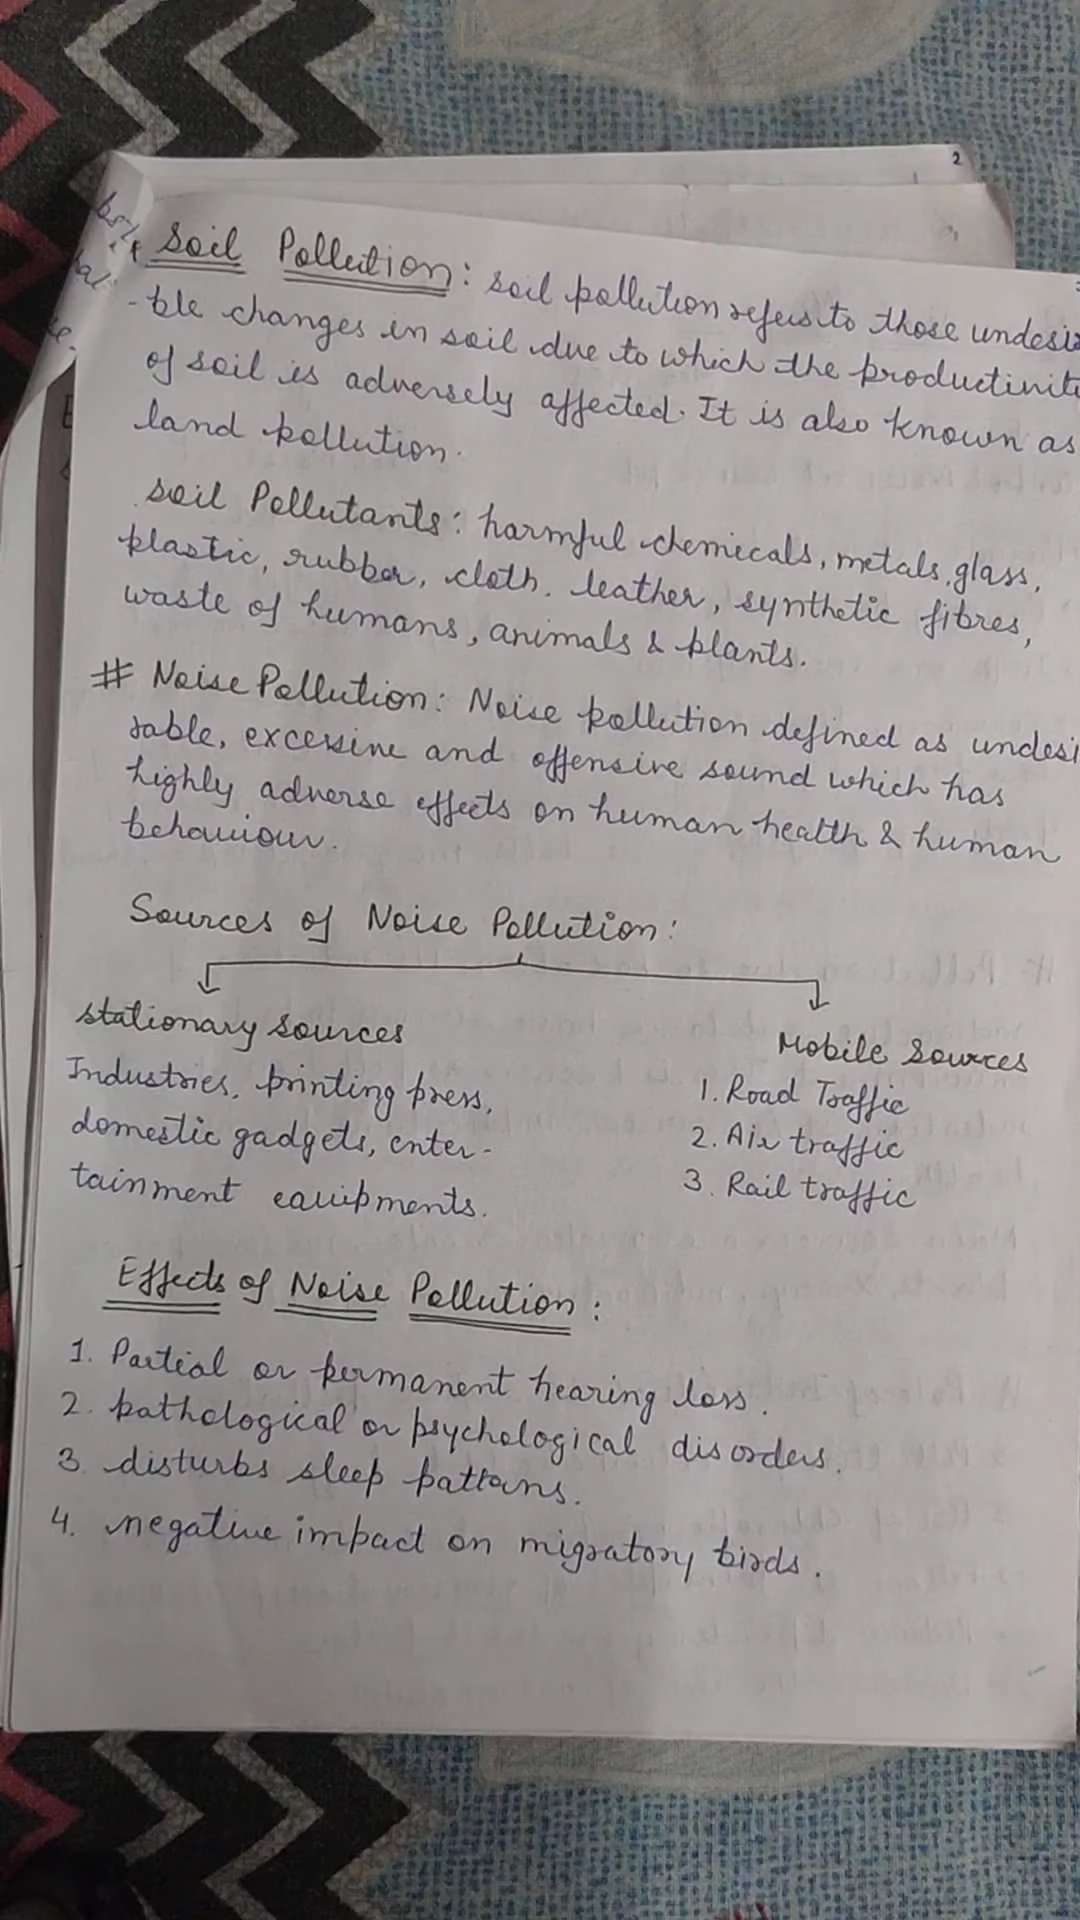 2
Soil Pollution: soil pollution refers to those undesir
-ble changes in soil due to which the productivit
of soil is adversely affected. It is also known as
land pollution.
soil Pollutants: harmful chemicals, metals, glass,
plastic, rubber, cloth, leather, synthetic fibres,
waste of humans, animals & plants.
# Noise Pollution: Noise pollution defined as undesi
rable, excessive and offensive sound which has
highly adverse effects on human health & human
behaviour.
Sources of Noise Pollution:
stationary sources
Industries, printing press,
domestic gadgets, enter-
tainment equipments.
Mobile Sources
1. Road Traffic
2. Air traffic
3. Rail traffic
Effects of Noise Pollution:
1. Partial or permanent hearing loss.
2. pathological or psychological disorders.
3. disturbs sleep patterns.
4. negative impact on migratory birds.